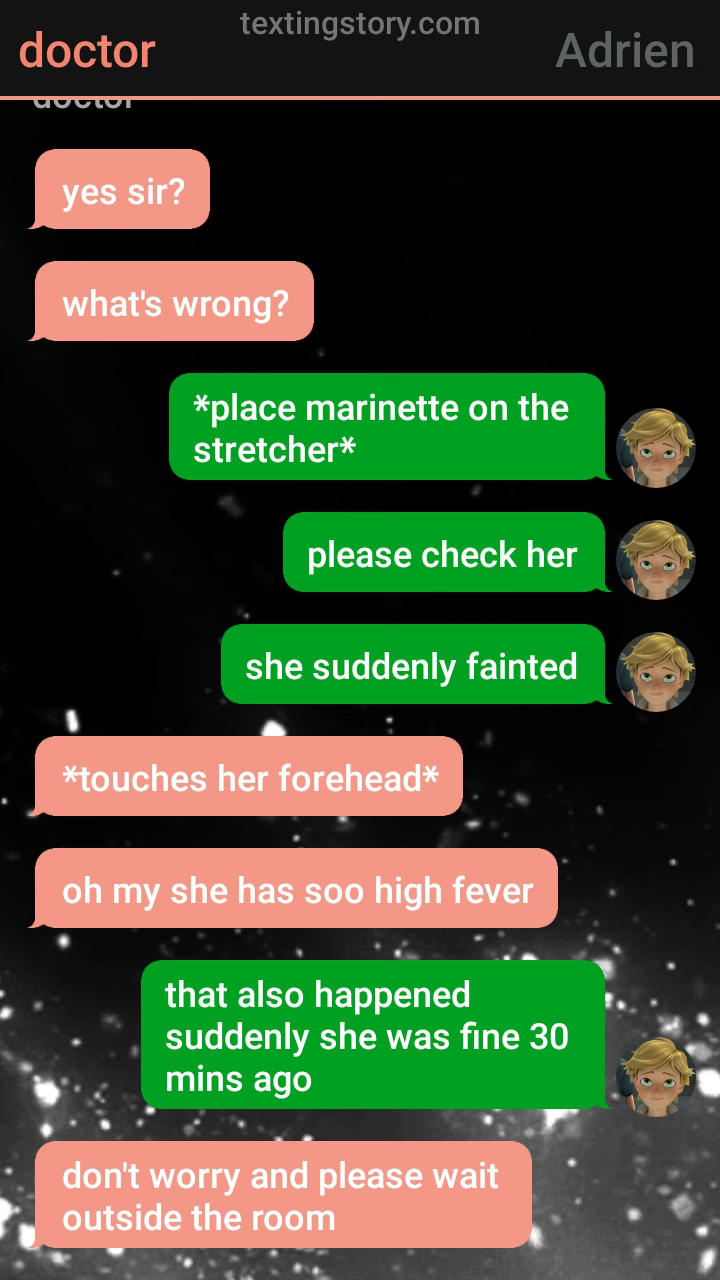 textingstory.com
doctor
Adrien
doctor
yes sir?
what's wrong?
*place marinette on the
stretcher*
please check her
she suddenly fainted
*touches her forehead*
oh my she has soo high fever
that also happened
suddenly she was fine 30
mins ago
don't worry and please wait
outside the room